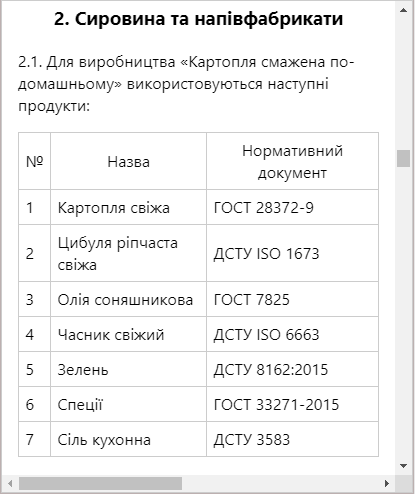 2. Сировина та напівфабрикати
2.1. Для виробництва «Картопля смажена по-
домашньому» використовуються наступні
продукти:
№ Назва Нормативний документ
1 Картопля свіжа ГОСТ 28372-9
2 Цибуля ріпчаста свіжа ДСТУ ISO 1673
3 Олія соняшникова ГОСТ 7825
4 Часник свіжий ДСТУ ISO 6663
5 Зелень ДСТУ 8162:2015
6 Спеції ГОСТ 33271-2015
7 Сіль кухонна ДСТУ 3583